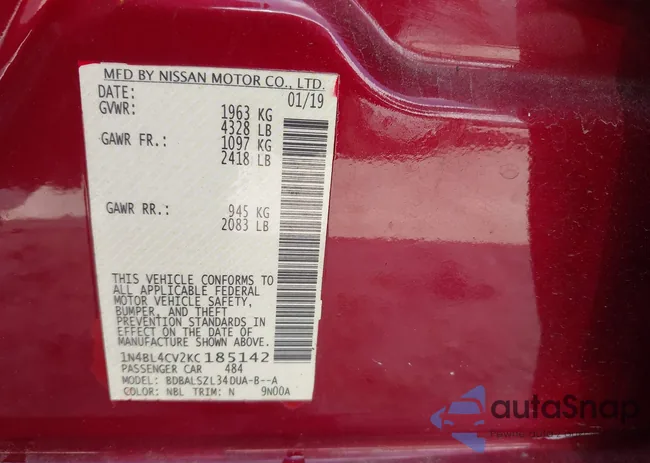 MFD BY NISSAN MOTOR CO., LTD.
DATE: 01/19
GVWR: 1963 KG
4328 LB
GAWR FR.: 1097 KG
2418 LB
GAWR RR.: 945 KG
2083 LB
THIS VEHICLE CONFORMS TO
ALL APPLICABLE FEDERAL
MOTOR VEHICLE SAFETY,
BUMPER, AND THEFT
PREVENTION STANDARDS IN
EFFECT ON THE DATE OF
MANUFACTURE SHOWN ABOVE.
1N4BL4CV2KC185142
PASSENGER CAR 484
MODEL: BDBALSZL34DUA-B--A
COLOR: NBL TRIM: N 9N00A
autoSnap